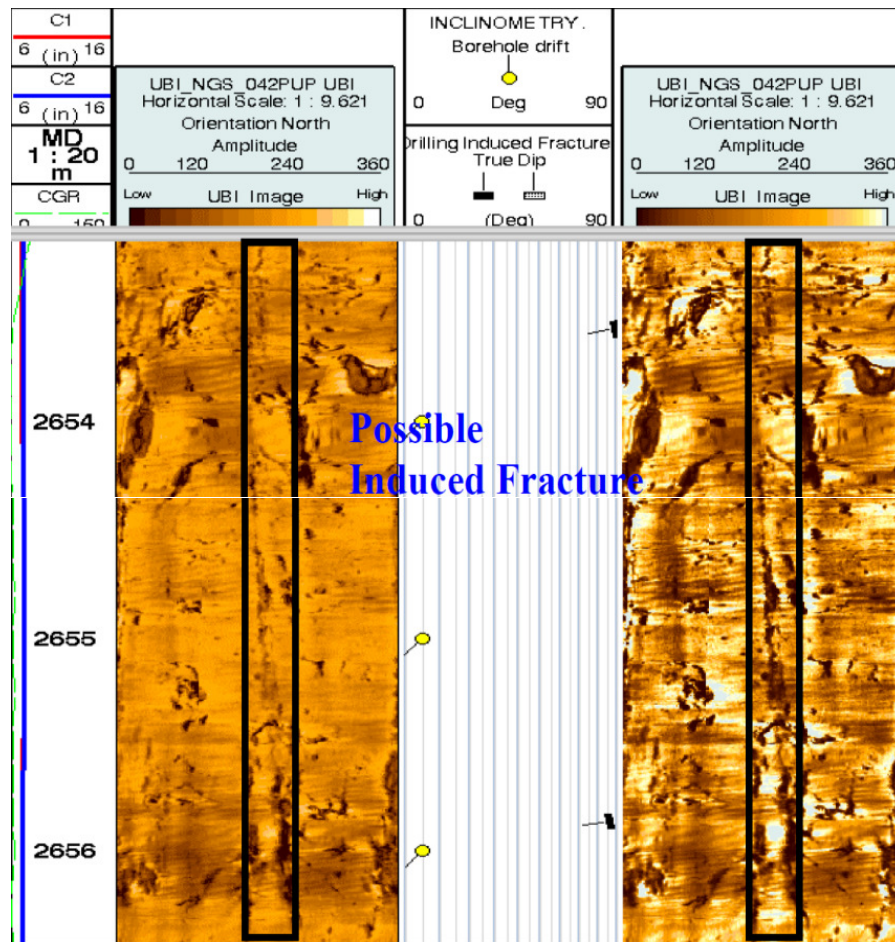 C1
6 (in) 16
C2
6 (in) 16
MD
1 : 20
m
CGR
0 150
UBI_NGS_042PUP UBI
Horizontal Scale: 1 : 9.621
Orientation North
Amplitude
0 120 240 360
Low UBI Image High
INCLINOMETRY.
Borehole drift
0 Deg 90
Drilling Induced Fracture
True Dip
0 (Deg) 90
UBI_NGS_042PUP UBI
Horizontal Scale: 1 : 9.621
Orientation North
Amplitude
0 120 240 360
Low UBI Image High
2654
Possible
Induced Fracture
2655
2656